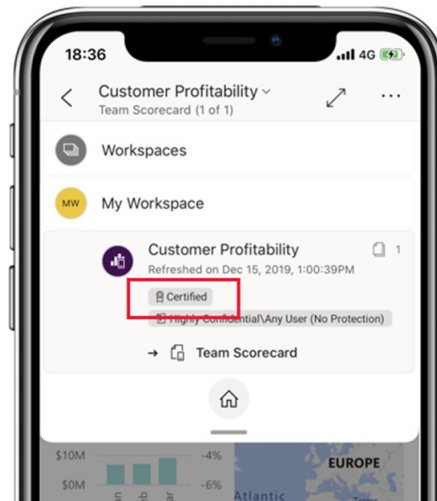 18:36
4G
Customer Profitability
Team Scorecard (1 of 1)
Workspaces
MW
My Workspace
Customer Profitability
1
Refreshed on Dec 15, 2019, 1:00:39PM
Certified
Highly Confidential\Any User (No Protection)
Team Scorecard
$10M
-4%
EUROPE
$0M
-6%
Atlantic